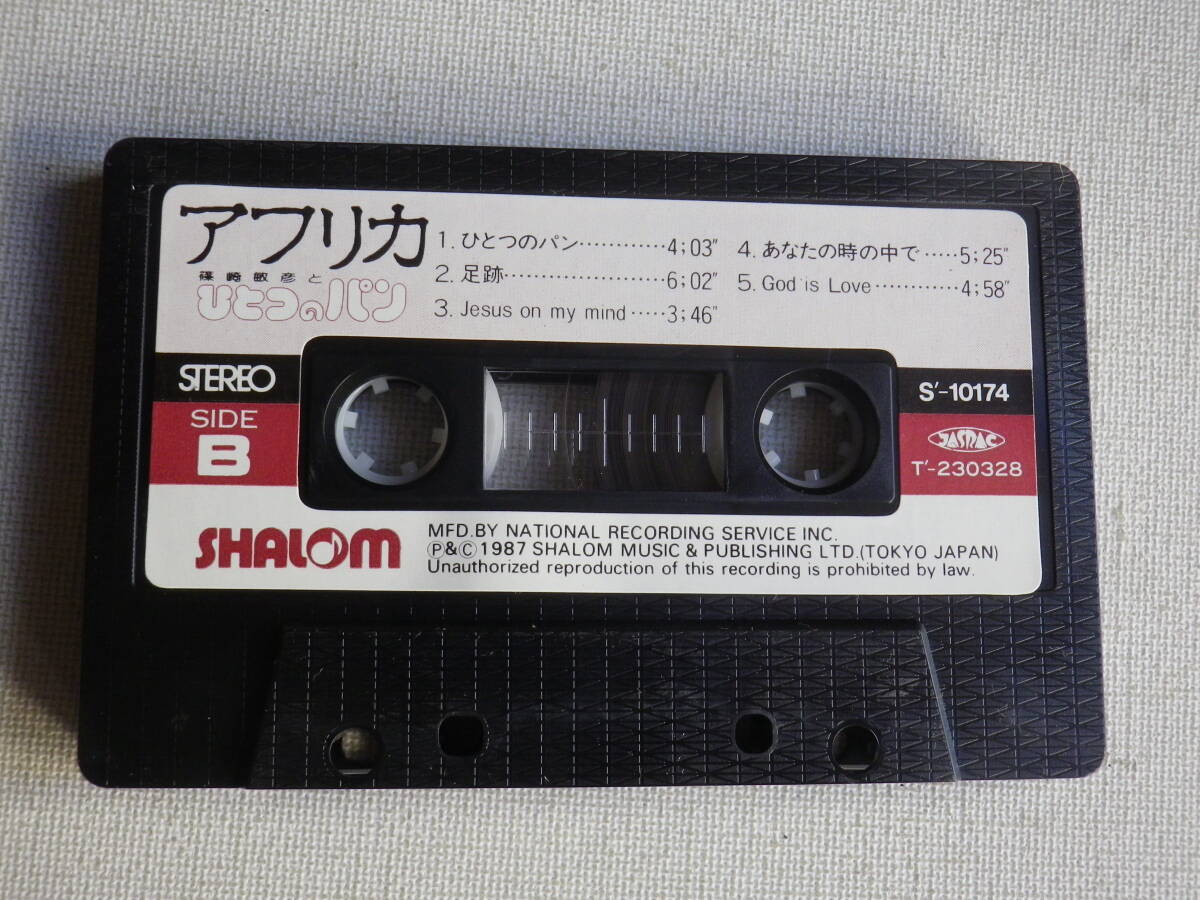 アフリカ
篠崎敏彦と
ひとつのパン
1. ひとつのパン…………4;03"
2. 足跡……………………6;02"
3. Jesus on my mind……3;46"
4. あなたの時の中で……5;25"
5. God is Love…………4;58"
STEREO
SIDE
B
S'-10174
JASRAC
T'-230328
SHALOM
MFD.BY NATIONAL RECORDING SERVICE INC.
Ⓟ&Ⓒ 1987 SHALOM MUSIC & PUBLISHING LTD.(TOKYO JAPAN)
Unauthorized reproduction of this recording is prohibited by law.